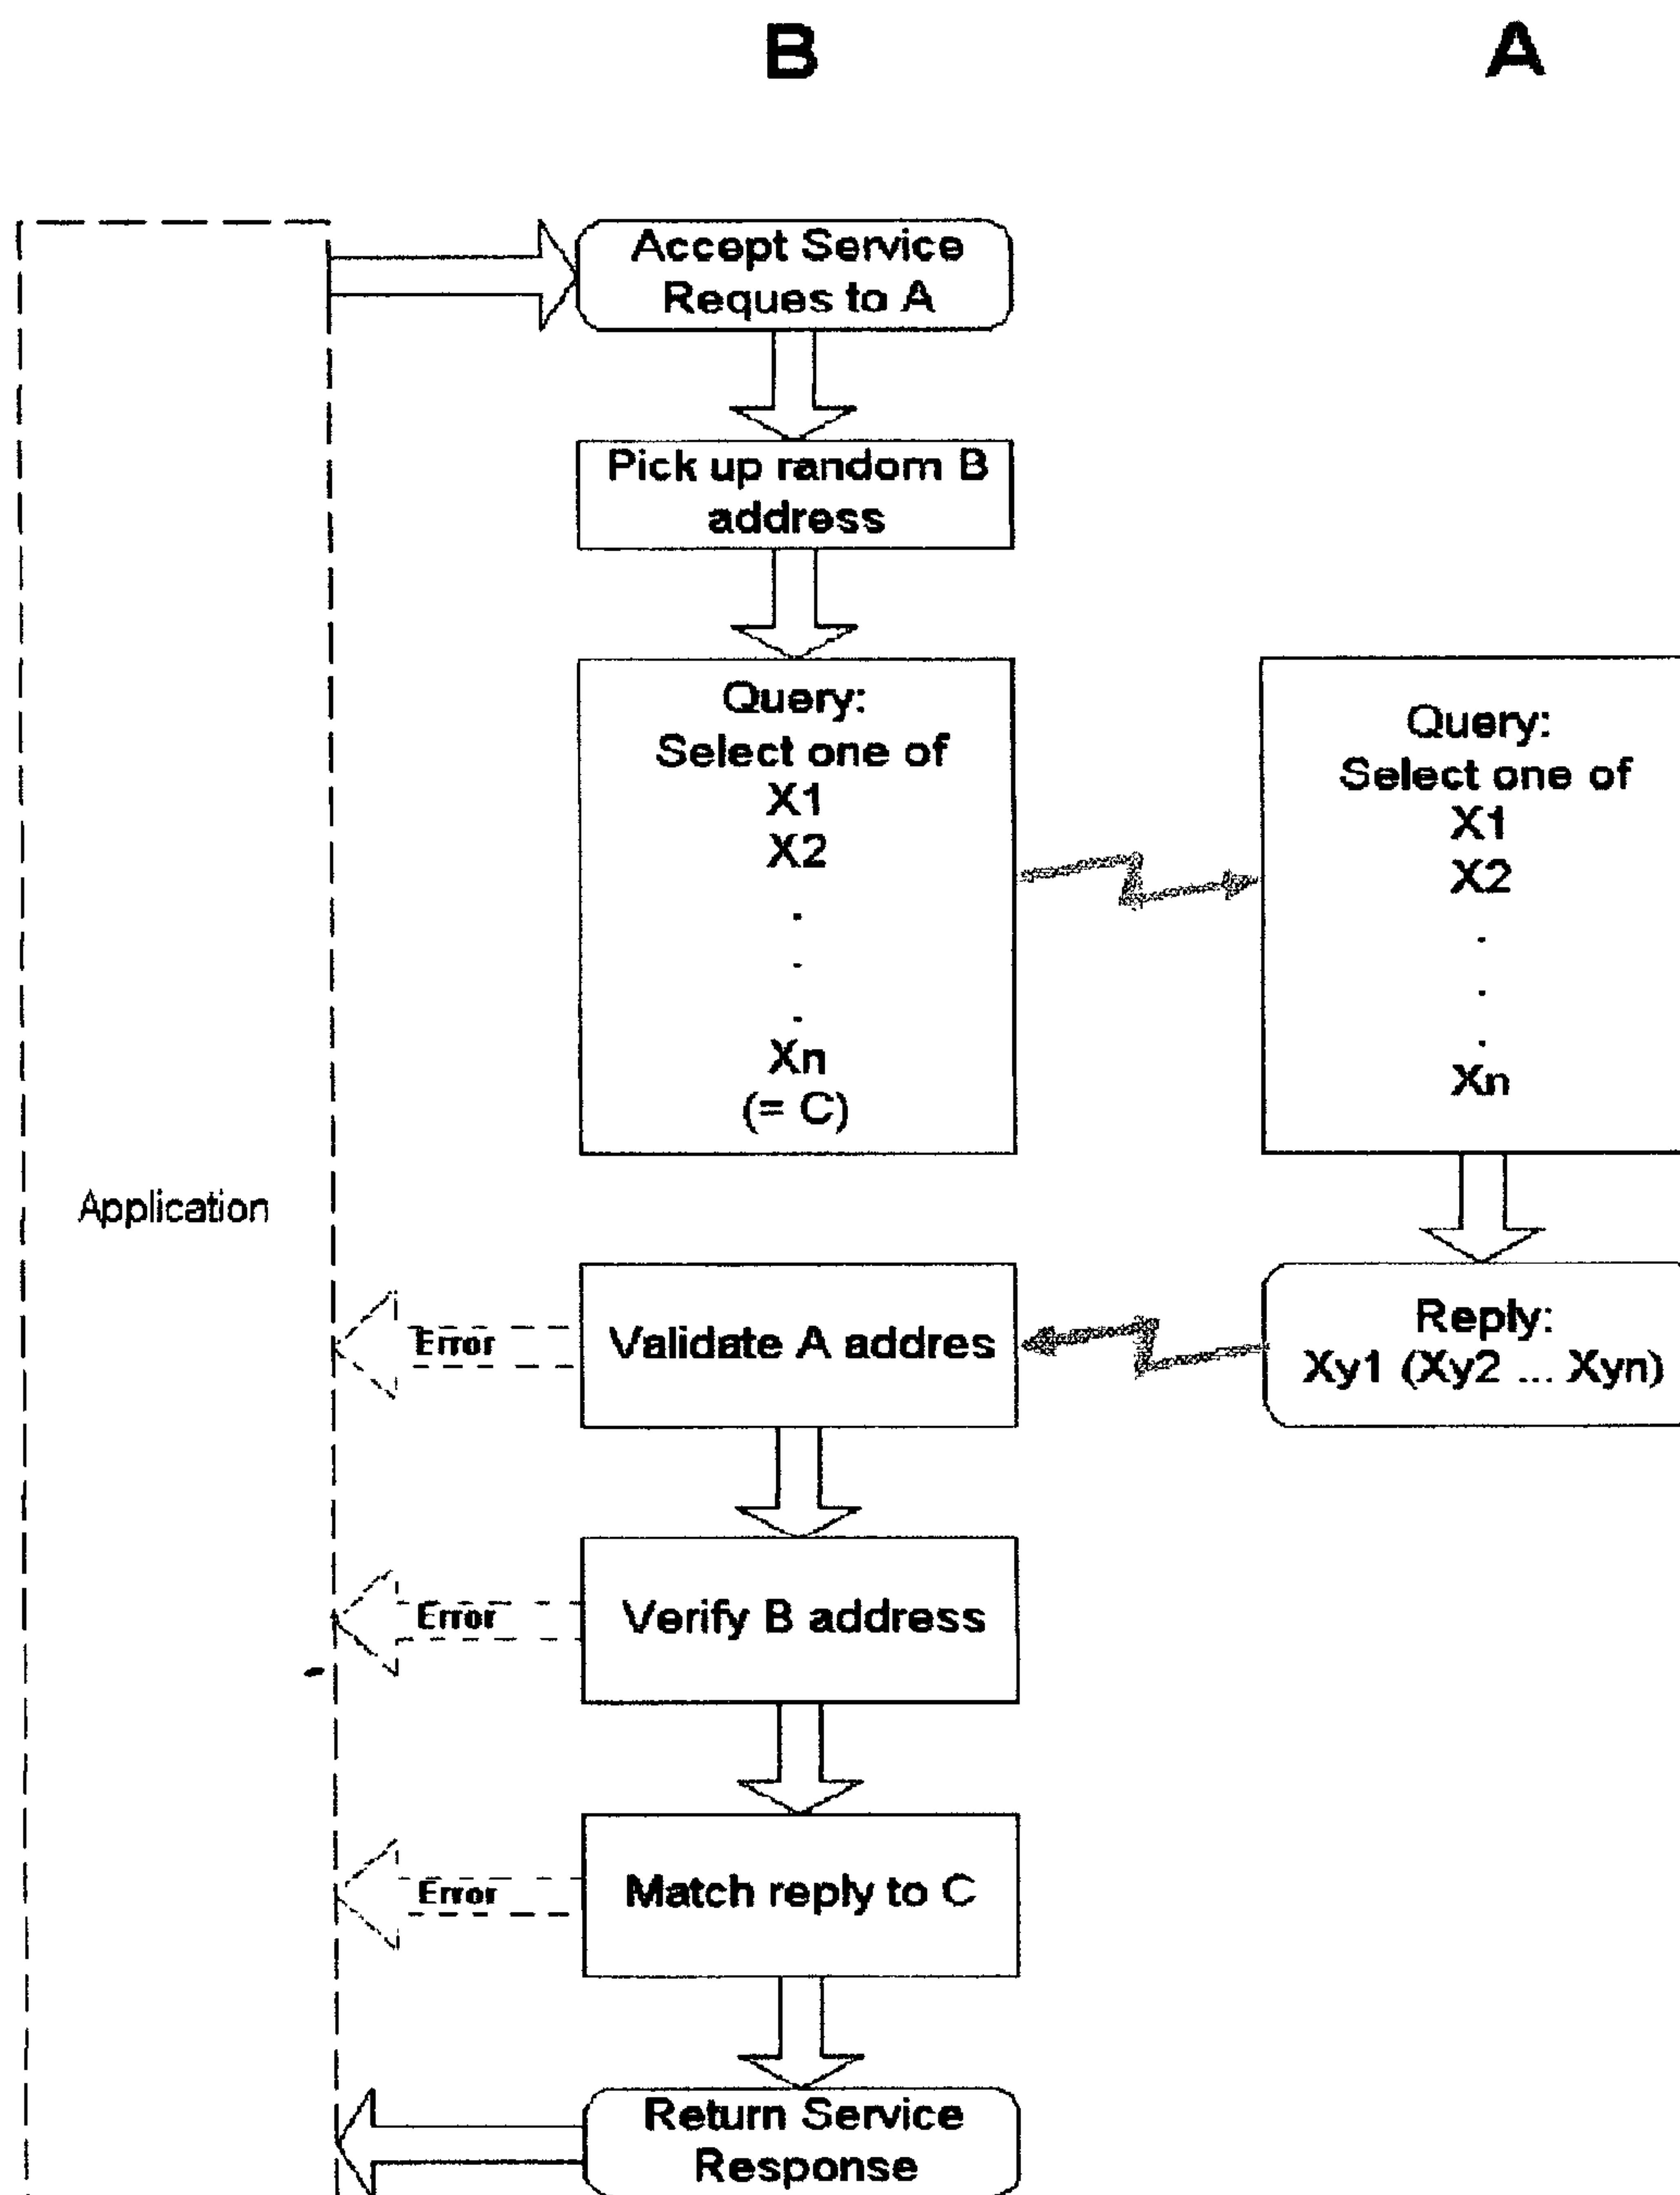 B
A
Accept Service
Reques to A
Pick up random B
address
Query:
Select one of
X1
X2
.
.
.
Xn
(= C)
Query:
Select one of
X1
X2
.
.
.
Xn
Application
Error
Validate A addres
Reply:
Xy1 (Xy2 ... Xyn)
Error
Verify B address
Error
Match reply to C
Return Service
Response